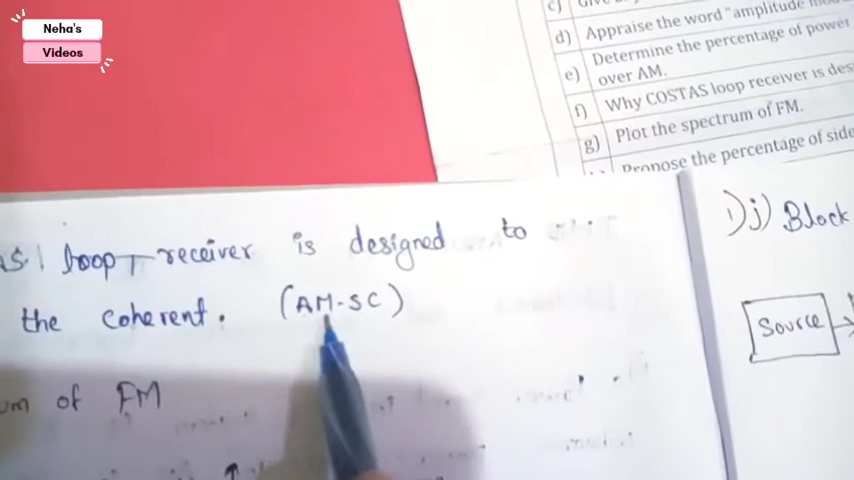 Neha's
Videos
c)
d) Appraise the word "amplitude
e) Determine the percentage of power
over AM.
f) Why COSTAS loop receiver is
g) Plot the spectrum of FM.
Propose the percentage of side
loop receiver is designed to
the coherent. (AM-SC)
of FM
1) j) Block
Source